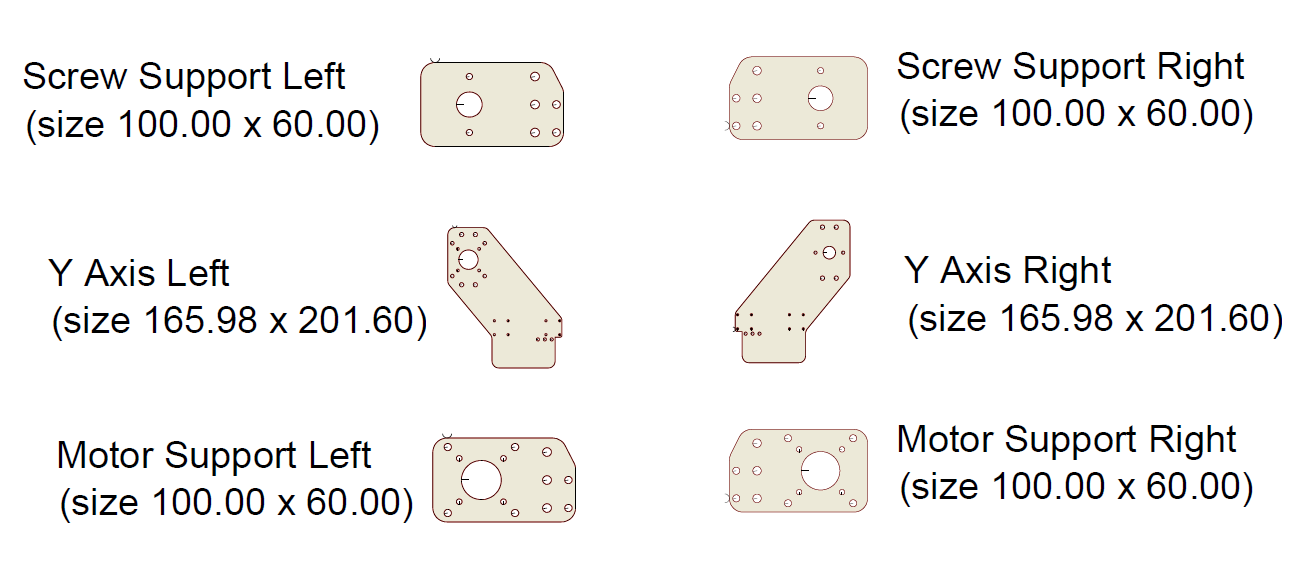 Screw Support Left
(size 100.00 x 60.00)
Screw Support Right
(size 100.00 x 60.00)
Y Axis Left
(size 165.98 x 201.60)
Y Axis Right
(size 165.98 x 201.60)
Motor Support Left
(size 100.00 x 60.00)
Motor Support Right
(size 100.00 x 60.00)